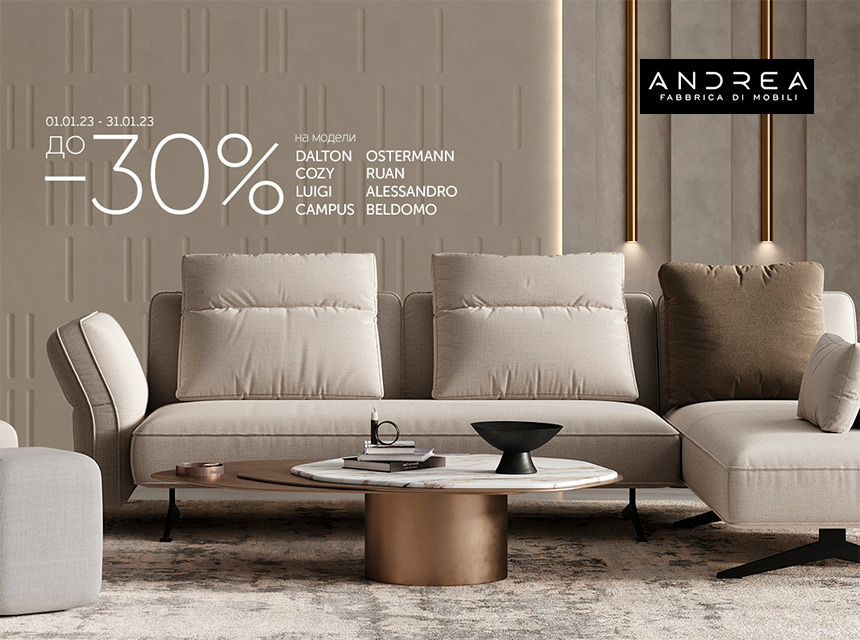 01.01.23 - 31.01.23
ДО
–30%
на модели
DALTON OSTERMANN
COZY RUAN
LUIGI ALESSANDRO
CAMPUS BELDOMO
ANDREA
FABBRICA DI MOBILI